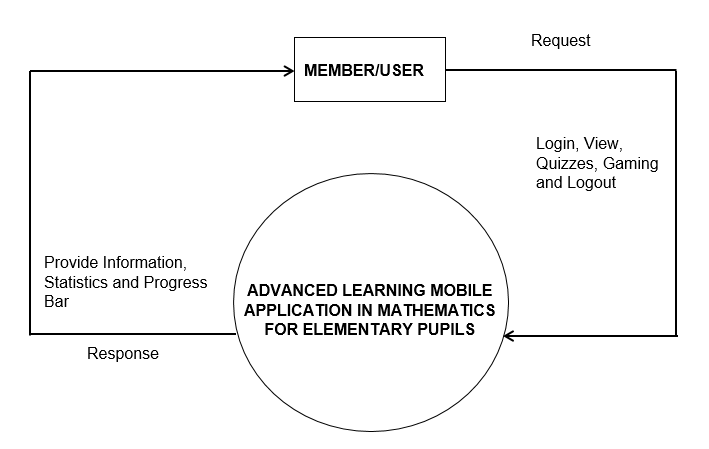 Request
MEMBER/USER
Login, View,
Quizzes, Gaming
and Logout
Provide Information,
Statistics and Progress
Bar
ADVANCED LEARNING MOBILE
APPLICATION IN MATHEMATICS
FOR ELEMENTARY PUPILS
Response